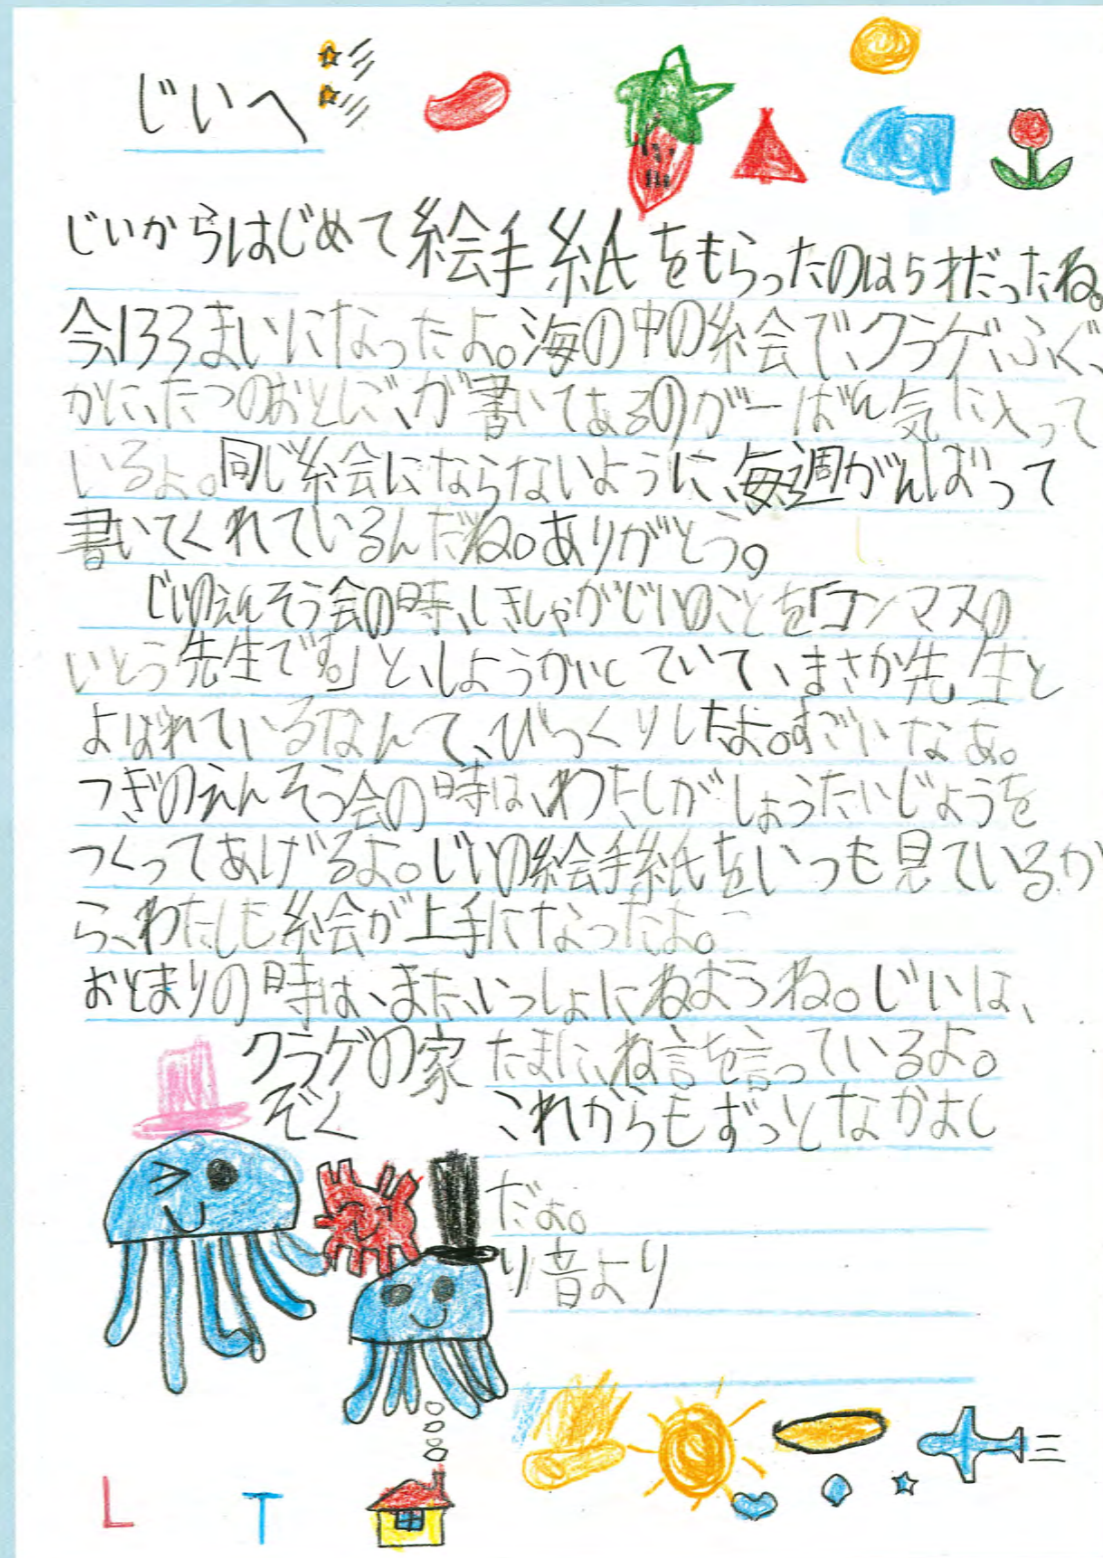 じいへ
じいからはじめて絵手紙をもらったのは5才だったね。
今、133まいになったよ。海の中の絵で、クラゲ、ふぐ、
かに、たつのおとしご、が書いてあるのが一ばん気に入って
いるよ。同じ絵にならないように、毎週がんばって
書いてくれているんだね。ありがとう。
じいのえんそう会の時、しきしゃがじいのことを「コンマスの
いとう先生です。」と、しょうかいしていて、まさか先生と
よばれているなんて、びっくりしたよ。すごいなあ。
つぎのえんそう会の時は、わたしがしょうたいじょうを
つくってあげるよ。じいの絵手紙をいつも見ているか
ら、わたしも絵が上手になったよ。
おとまりの時は、また、いっしょにねようね。じいは、
たまに、ね言を言っているよ。
これからもずっとなかよし
だよ。
り音より
クラゲの家
ぞく
L T